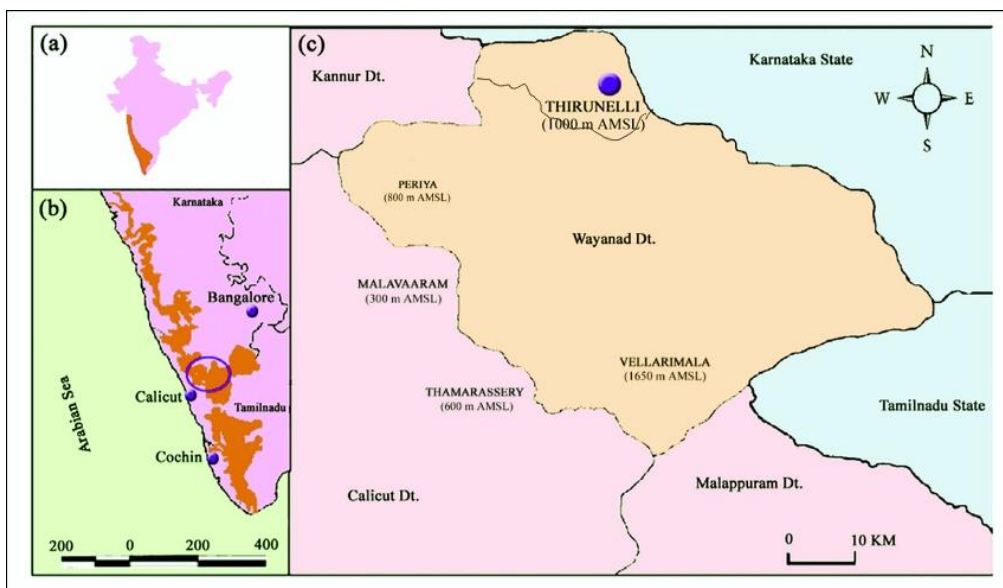 (a)
(b)
Karnataka
Bangalore
Calicut
Tamilnadu
Arabian Sea
Cochin
200 0 200 400
(c)
Kannur Dt.
Karnataka State
N
W E
S
THIRUNELLI
(1000 m AMSL)
PERIYA
(800 m AMSL)
Wayanad Dt.
MALAVAARAM
(300 m AMSL)
VELLARIMALA
(1650 m AMSL)
THAMARASSERY
(600 m AMSL)
Tamilnadu State
Calicut Dt.
Malappuram Dt.
0 10 KM